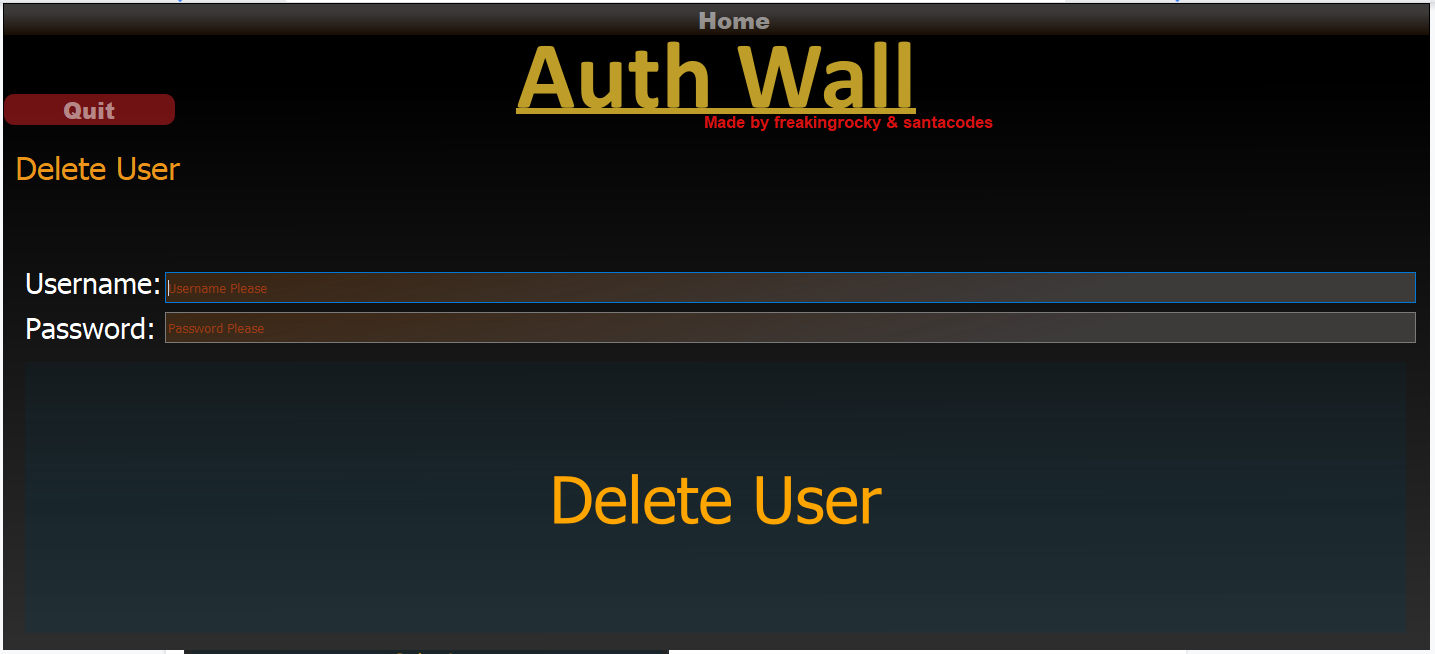 Home
Auth Wall
Made by freakingrocky & santacodes
Quit
Delete User
Username: Username Please
Password: Password Please
Delete User